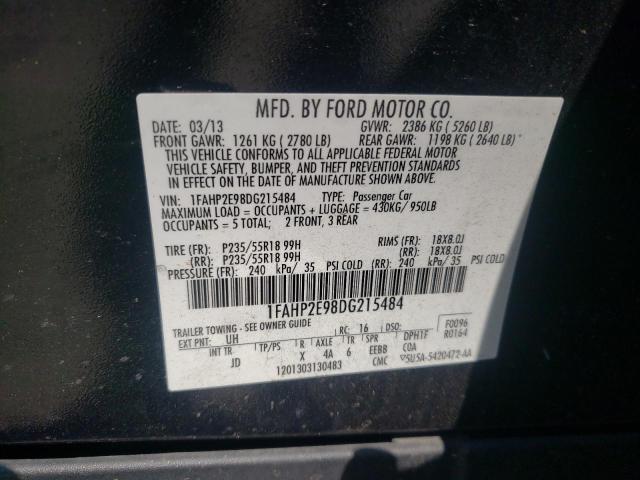 MFD. BY FORD MOTOR CO.
DATE: 03/13 GVWR: 2386 KG ( 5260 LB)
FRONT GAWR: 1261 KG ( 2780 LB) REAR GAWR: 1198 KG ( 2640 LB)
THIS VEHICLE CONFORMS TO ALL APPLICABLE FEDERAL MOTOR
VEHICLE SAFETY, BUMPER, AND THEFT PREVENTION STANDARDS
IN EFFECT ON THE DATE OF MANUFACTURE SHOWN ABOVE.
VIN: 1FAHP2E98DG215484 TYPE: Passenger Car
MAXIMUM LOAD = OCCUPANTS + LUGGAGE = 430KG/ 950LB
OCCUPANTS = 5 TOTAL; 2 FRONT, 3 REAR
TIRE (FR): P235/55R18 99H RIMS (FR): 18X8.0J
(RR): P235/55R18 99H (RR): 18X8.0J
PRESSURE (FR): 240 kPa/ 35 PSI COLD (RR): 240 kPa/ 35 PSI COLD
1FAHP2E98DG215484
TRAILER TOWING - SEE OWNER GUIDE RC: 16 DSO: F0096
EXT PNT: UH R0164
INT TR TP/PS R AXLE TR SPR DPHTF
JD X 4A 6 EEBB C0A
1201303130483 CMC 5U5A-5420472-AA